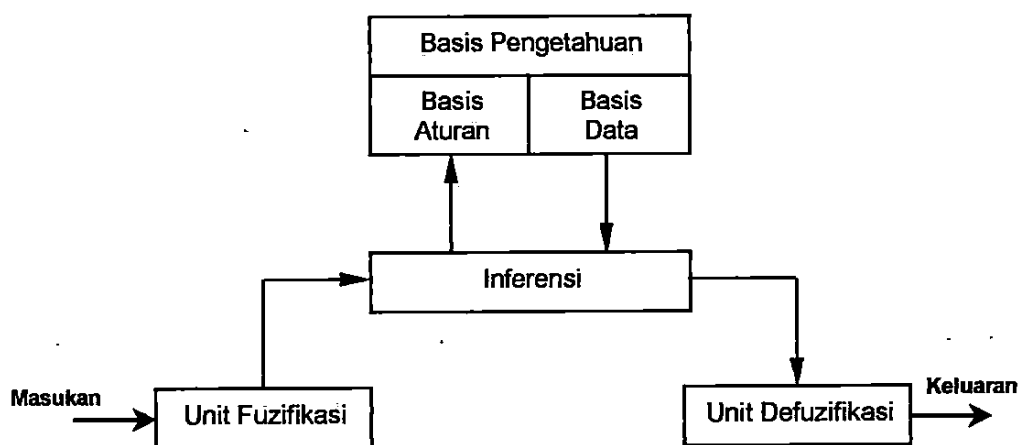 Basis Pengetahuan
Basis
Aturan
Basis
Data
Inferensi
Masukan
Unit Fuzifikasi
Unit Defuzifikasi
Keluaran